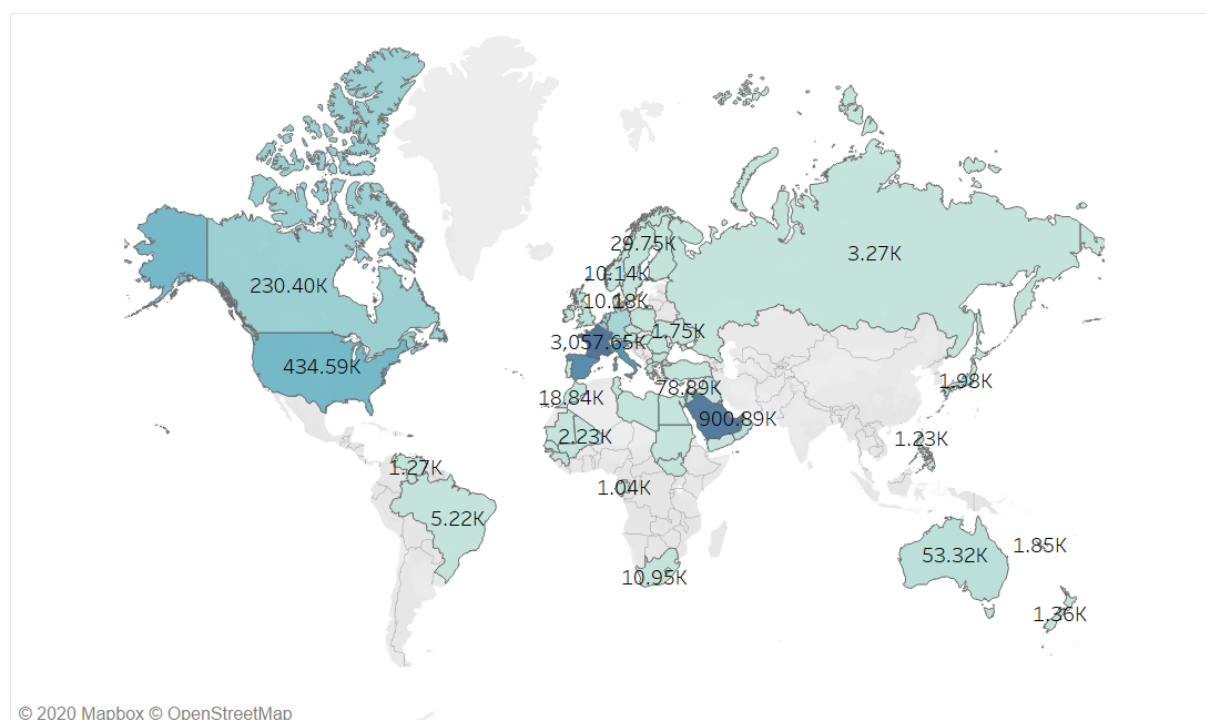 29.75K
3.27K
10.14K
230.40K
10.18K
1.75K
3,057.65K
434.59K
1.98K
78.89K
18.84K
900.89K
2.23K
1.23K
1.27K
1.04K
5.22K
1.85K
53.32K
10.95K
1.36K
© 2020 Mapbox © OpenStreetMap